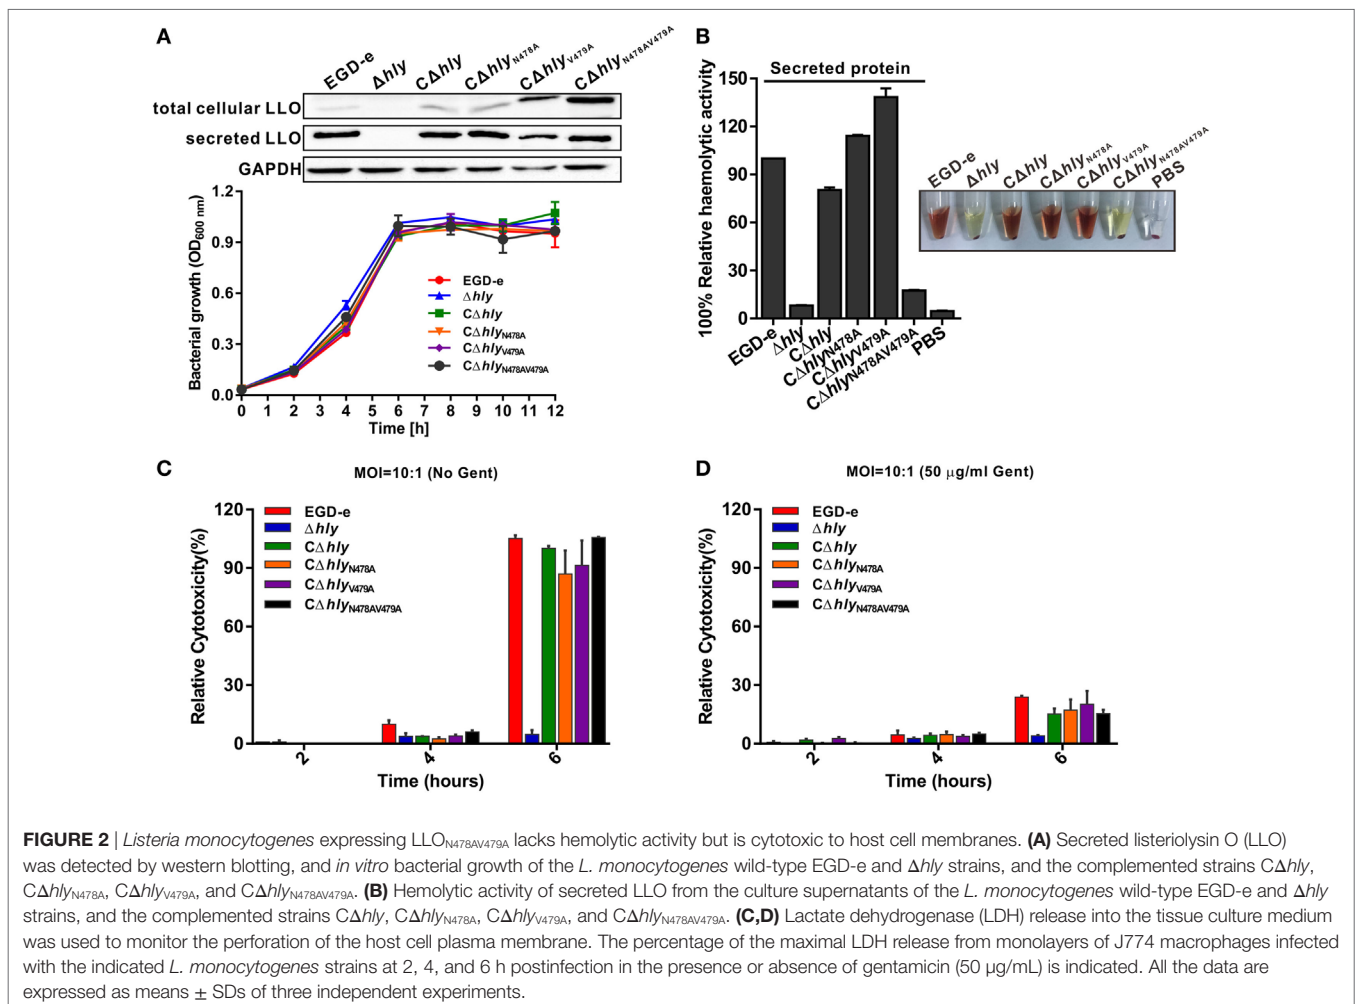 A
EGD-e
Δhly
CΔhly
CΔhlyN478A
CΔhlyV479A
CΔhlyN478AV479A
total cellular LLO
secreted LLO
GAPDH
1.2
0.9
0.6
0.3
0.0
Bacterial growth (OD600 nm)
EGD-e
Δhly
CΔhly
CΔhlyN478A
CΔhlyV479A
CΔhlyN478AV479A
0 1 2 3 4 5 6 7 8 9 10 11 12
Time [h]
B
Secreted protein
150
120
90
60
30
0
100% Relative haemolytic activity
EGD-e
Δhly
CΔhly
CΔhlyN478A
CΔhlyV479A
CΔhlyN478AV479A
PBS
EGD-e
Δhly
CΔhly
CΔhlyN478A
CΔhlyV479A
CΔhlyN478AV479A
PBS
C
MOI=10:1 (No Gent)
120
90
60
30
0
Relative Cytotoxicity(%)
EGD-e
Δhly
CΔhly
CΔhlyN478A
CΔhlyV479A
CΔhlyN478AV479A
2 4 6
Time (hours)
D
MOI=10:1 (50 μg/ml Gent)
120
90
60
30
0
Relative Cytotoxicity(%)
EGD-e
Δhly
CΔhly
CΔhlyN478A
CΔhlyV479A
CΔhlyN478AV479A
2 4 6
Time (hours)
FIGURE 2 | Listeria monocytogenes expressing LLON478AV479A lacks hemolytic activity but is cytotoxic to host cell membranes. (A) Secreted listeriolysin O (LLO)
was detected by western blotting, and in vitro bacterial growth of the L. monocytogenes wild-type EGD-e and Δhly strains, and the complemented strains CΔhly,
CΔhlyN478A, CΔhlyV479A, and CΔhlyN478AV479A. (B) Hemolytic activity of secreted LLO from the culture supernatants of the L. monocytogenes wild-type EGD-e and Δhly
strains, and the complemented strains CΔhly, CΔhlyN478A, CΔhlyV479A, and CΔhlyN478AV479A. (C,D) Lactate dehydrogenase (LDH) release into the tissue culture medium
was used to monitor the perforation of the host cell plasma membrane. The percentage of the maximal LDH release from monolayers of J774 macrophages infected
with the indicated L. monocytogenes strains at 2, 4, and 6 h postinfection in the presence or absence of gentamicin (50 μg/mL) is indicated. All the data are
expressed as means ± SDs of three independent experiments.